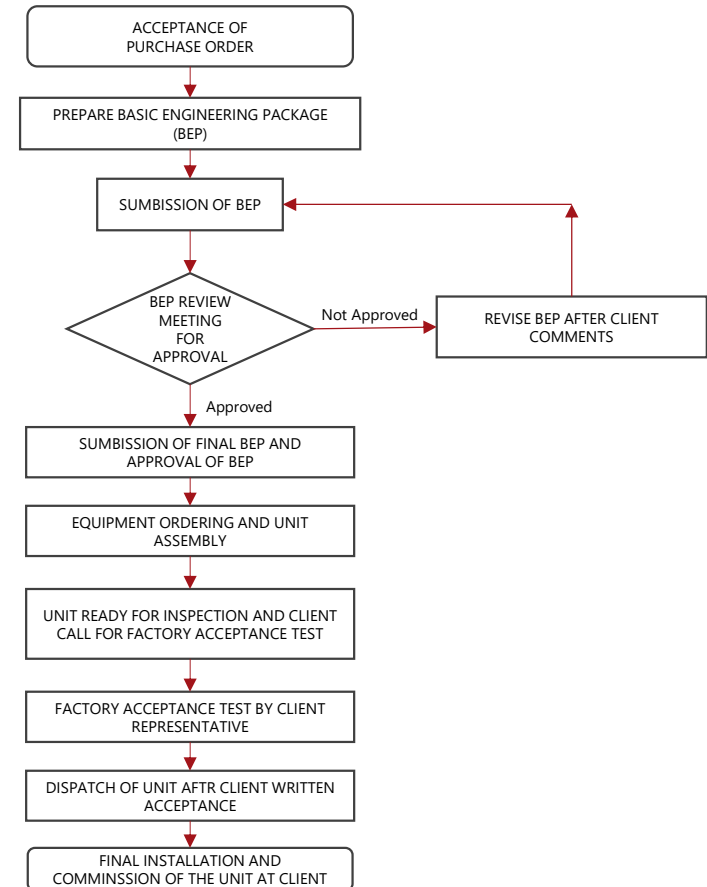 ACCEPTANCE OF
PURCHASE ORDER
PREPARE BASIC ENGINEERING PACKAGE
(BEP)
SUMBISSION OF BEP
BEP REVIEW
MEETING
FOR
APPROVAL
Not Approved
REVISE BEP AFTER CLIENT
COMMENTS
Approved
SUMBISSION OF FINAL BEP AND
APPROVAL OF BEP
EQUIPMENT ORDERING AND UNIT
ASSEMBLY
UNIT READY FOR INSPECTION AND CLIENT
CALL FOR FACTORY ACCEPTANCE TEST
FACTORY ACCEPTANCE TEST BY CLIENT
REPRESENTATIVE
DISPATCH OF UNIT AFTR CLIENT WRITTEN
ACCEPTANCE
FINAL INSTALLATION AND
COMMINSSION OF THE UNIT AT CLIENT